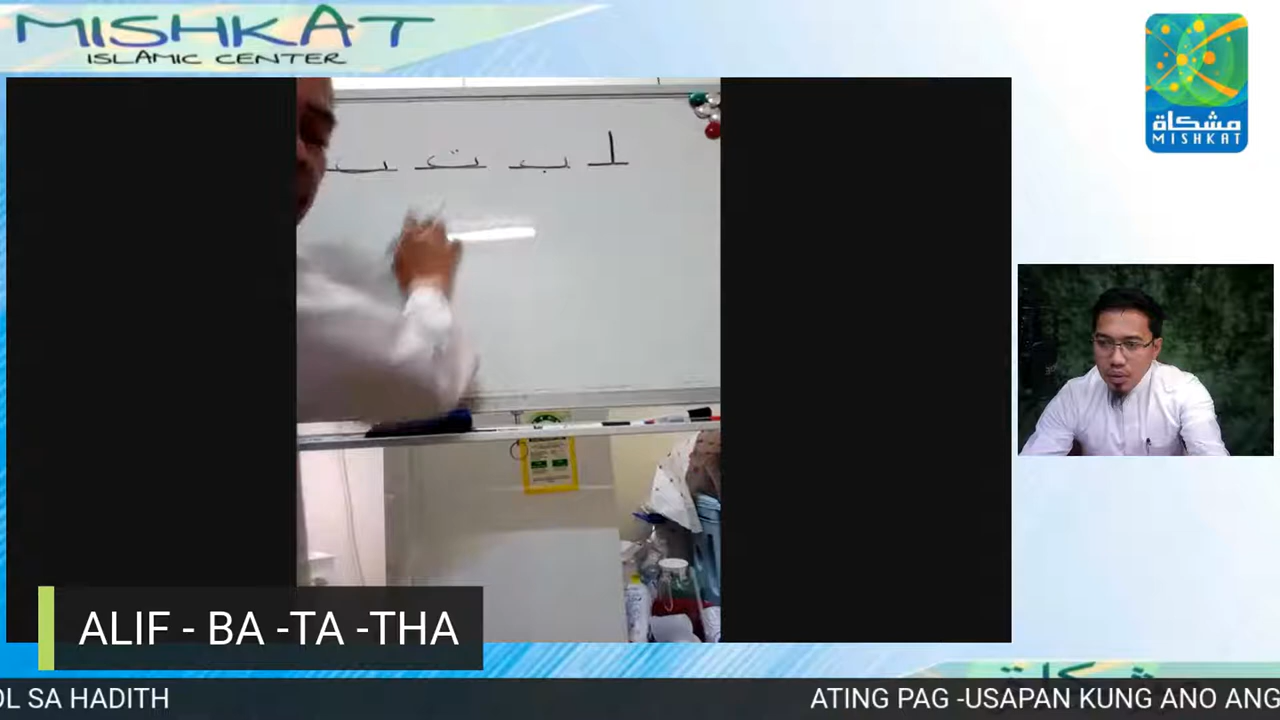 MISHKAT
ISLAMIC CENTER
مشكاة
MISHKAT
ا ب ت
ALIF - BA -TA -THA
OL SA HADITH
ATING PAG -USAPAN KUNG ANO ANG